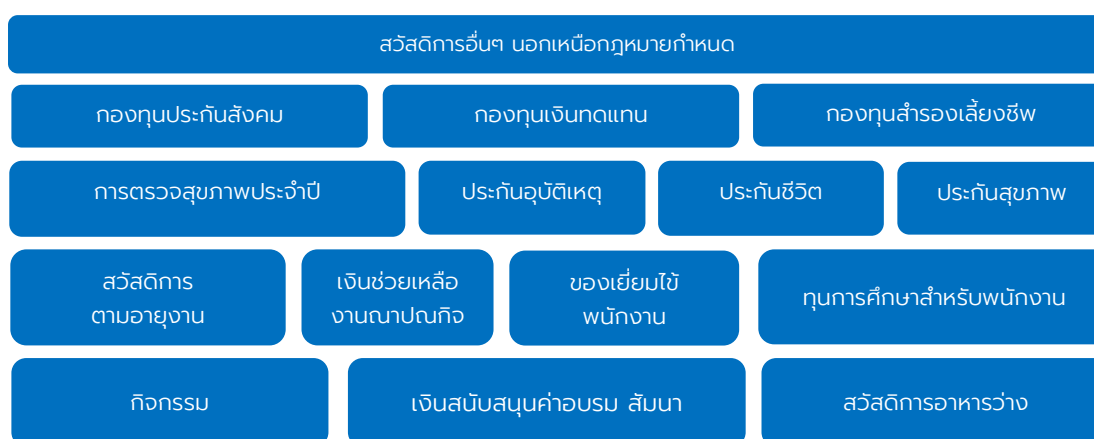 สวัสดิการอื่นๆ นอกเหนือกฎหมายกำหนด
กองทุนประกันสังคม
กองทุนเงินทดแทน
กองทุนสำรองเลี้ยงชีพ
การตรวจสุขภาพประจำปี
ประกันอุบัติเหตุ
ประกันชีวิต
ประกันสุขภาพ
สวัสดิการ
ตามอายุงาน
เงินช่วยเหลือ
งานณาปณกิจ
ของเยี่ยมไข้
พนักงาน
ทุนการศึกษาสำหรับพนักงาน
กิจกรรม
เงินสนับสนุนค่าอบรม สัมนา
สวัสดิการอาหารว่าง